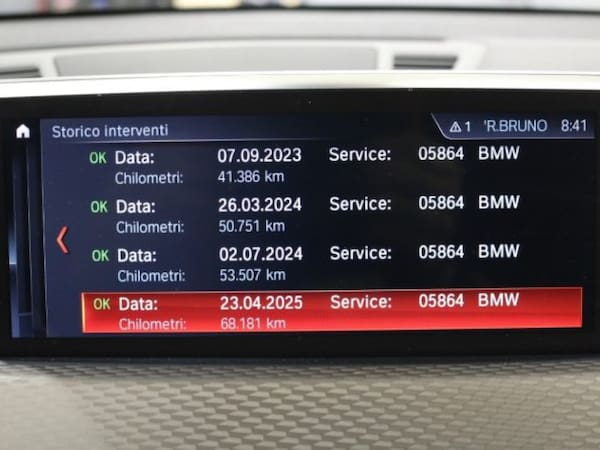 Storico interventi ⚠1 'R.BRUNO 8:41
OK Data: 07.09.2023 Service: 05864 BMW
Chilometri: 41.386 km
OK Data: 26.03.2024 Service: 05864 BMW
Chilometri: 50.751 km
OK Data: 02.07.2024 Service: 05864 BMW
Chilometri: 53.507 km
OK Data: 23.04.2025 Service: 05864 BMW
Chilometri: 68.181 km